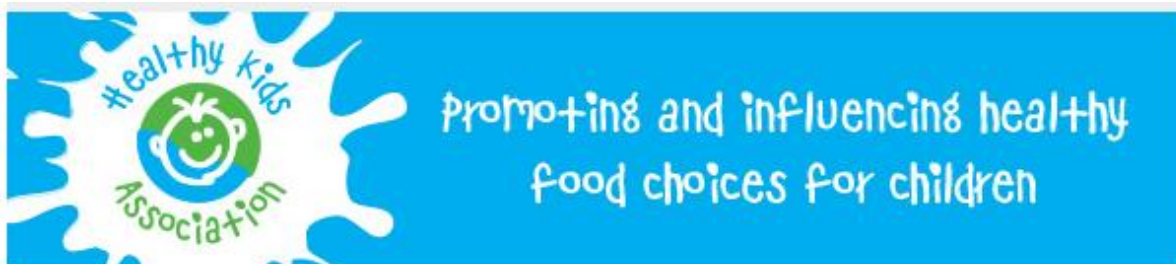 Healthy Kids
Association
Promoting and influencing healthy
food choices for children